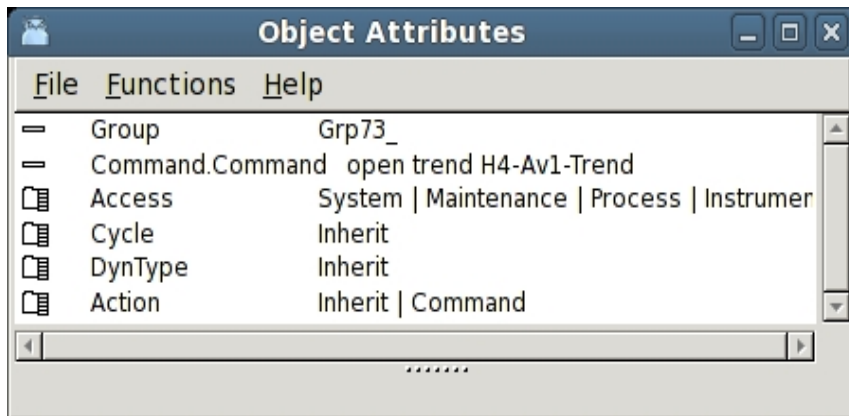 Object Attributes
File Functions Help
Group Grp73_
Command.Command open trend H4-Av1-Trend
Access System | Maintenance | Process | Instrumen
Cycle Inherit
DynType Inherit
Action Inherit | Command